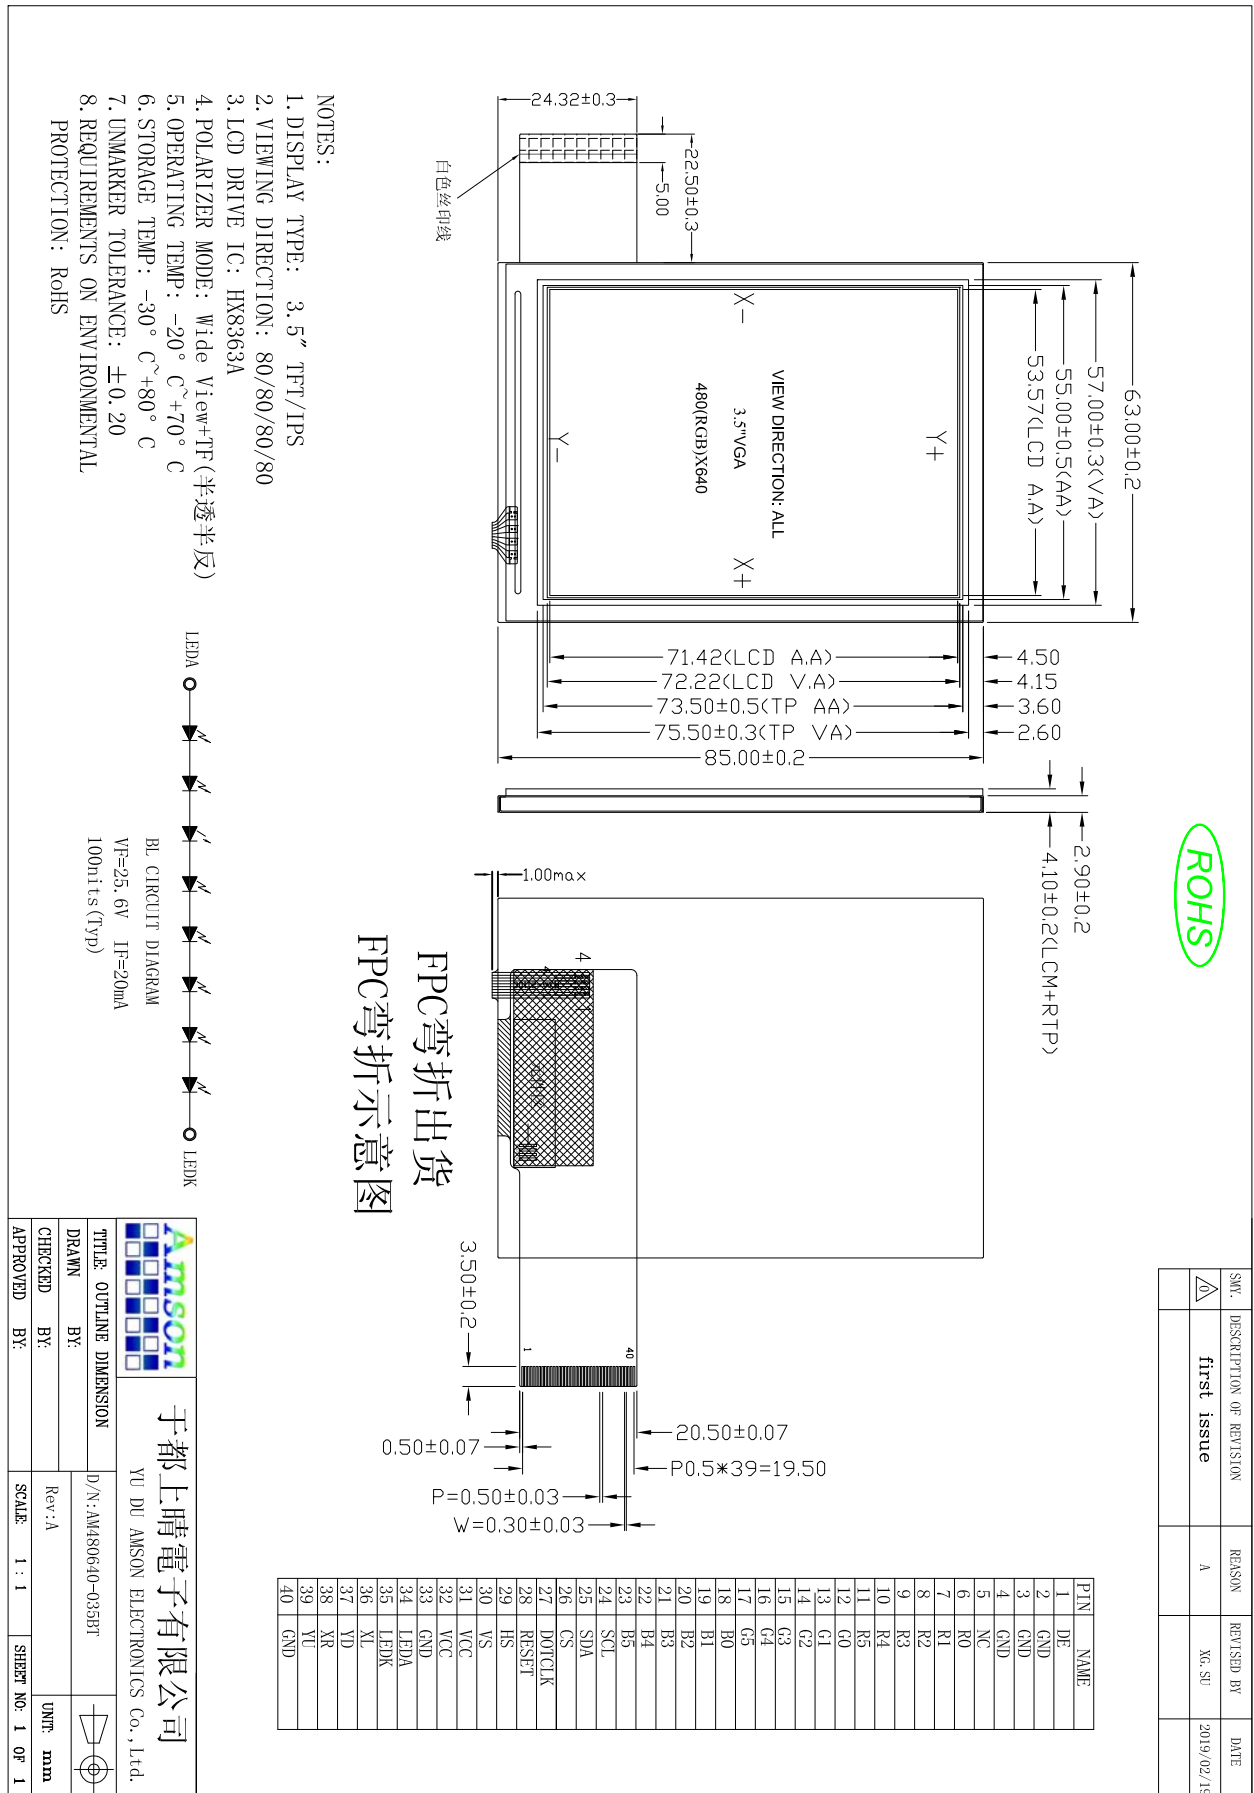 SMY:	DESCRIPTION OF REVISION	REASON	REVISED BY	DATE
0	first issue	A	XG.SU	2019/02/19
ROHS
63.00±0.2
57.00±0.3(VA)
55.00±0.5(AA)
53.57(LCD A.A)
24.32±0.3
22.50±0.3
5.00
白色丝印线
Y+
X-
X+
Y-
VIEW DIRECTION: ALL
3.5"VGA
480(RGB)X640
4.50
4.15
3.60
2.60
71.42(LCD A.A)
72.22(LCD V.A)
73.50±0.5(TP AA)
75.50±0.3(TP VA)
85.00±0.2
2.90±0.2
4.10±0.2(LCM+RTP)
1.00max
4
1
FPC弯折出货
FPC弯折示意图
3.50±0.2
1
40
20.50±0.07
0.50±0.07
P0.5*39=19.50
P=0.50±0.03
W=0.30±0.03
PIN	NAME
1	DE
2	GND
3	GND
4	GND
5	NC
6	R0
7	R1
8	R2
9	R3
10	R4
11	R5
12	G0
13	G1
14	G2
15	G3
16	G4
17	G5
18	B0
19	B1
20	B2
21	B3
22	B4
23	B5
24	SCL
25	SDA
26	CS
27	DOTCLK
28	RESET
29	HS
30	VS
31	VCC
32	VCC
33	GND
34	LEDA
35	LEDK
36	XL
37	YD
38	XR
39	YU
40	GND
NOTES:
1.DISPLAY TYPE: 3.5″ TFT/IPS
2.VIEWING DIRECTION: 80/80/80/80
3.LCD DRIVE IC: HX8363A
4.POLARIZER MODE: Wide View+TF(半透半反)
5.OPERATING TEMP: -20° C~+70° C
6.STORAGE TEMP: -30° C~+80° C
7.UNMARKER TOLERANCE: ±0.20
8.REQUIREMENTS ON ENVIRONMENTAL
PROTECTION: RoHS
LEDA
LEDK
BL CIRCUIT DIAGRAM
VF=25.6V IF=20mA
100nits(Typ)
Amson
于都上晴電子有限公司
YU DU AMSON ELECTRONICS Co.,Ltd.
TITLE: OUTLINE DIMENSION
D/N:AM480640-035BT
DRAWN BY:
CHECKED BY:
APPROVED BY:
Rev:A
UNIT: mm
SCALE: 1 : 1
SHEET NO: 1 OF 1